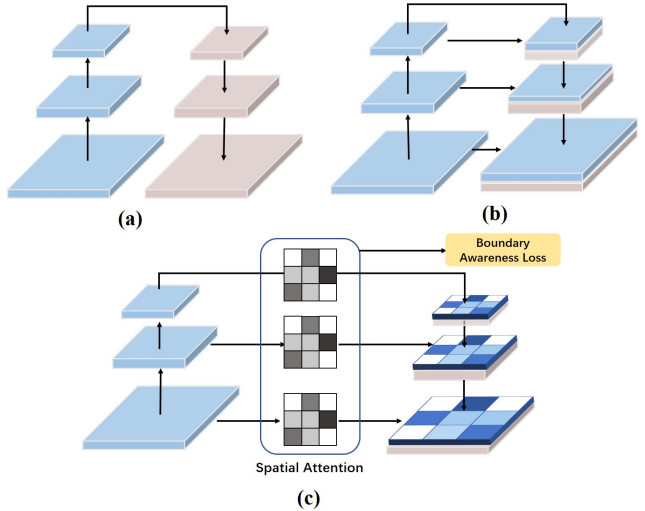 (a)
(b)
Boundary
Awareness Loss
Spatial Attention
(c)